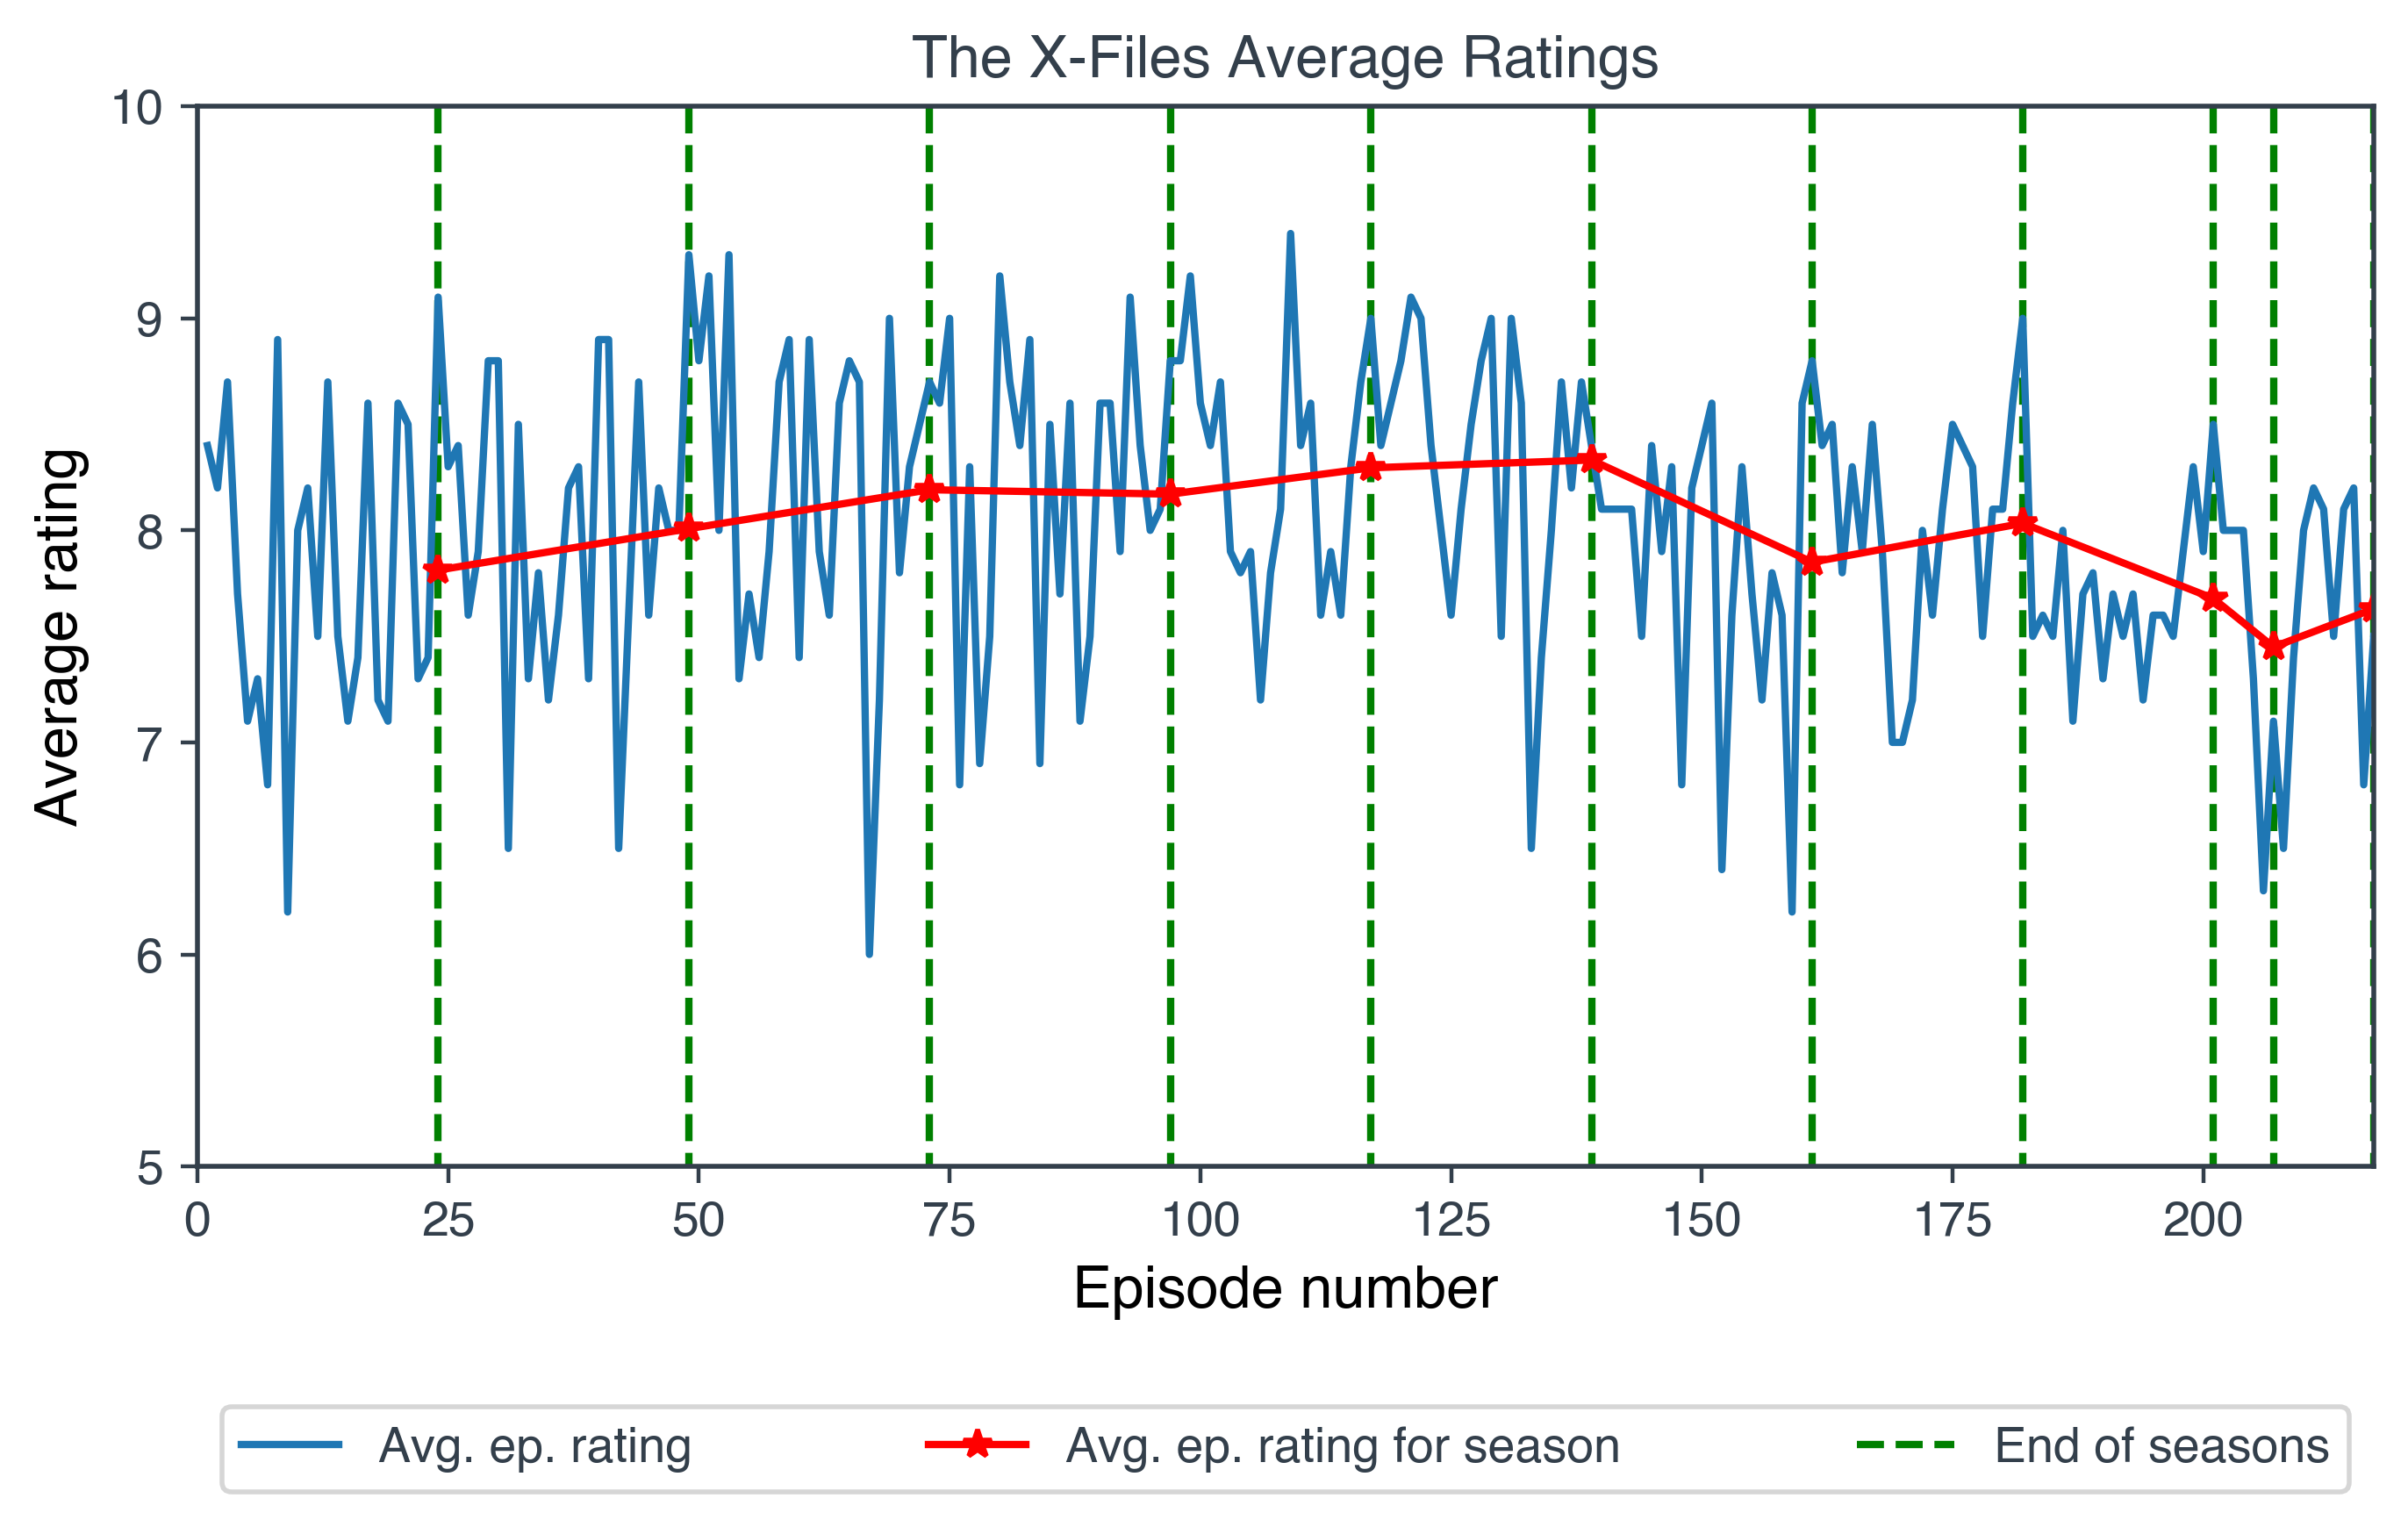 The X-Files Average Ratings
10
9
8
7
6
5
Average rating
0 25 50 75 100 125 150 175 200
Episode number
Avg. ep. rating Avg. ep. rating for season End of seasons